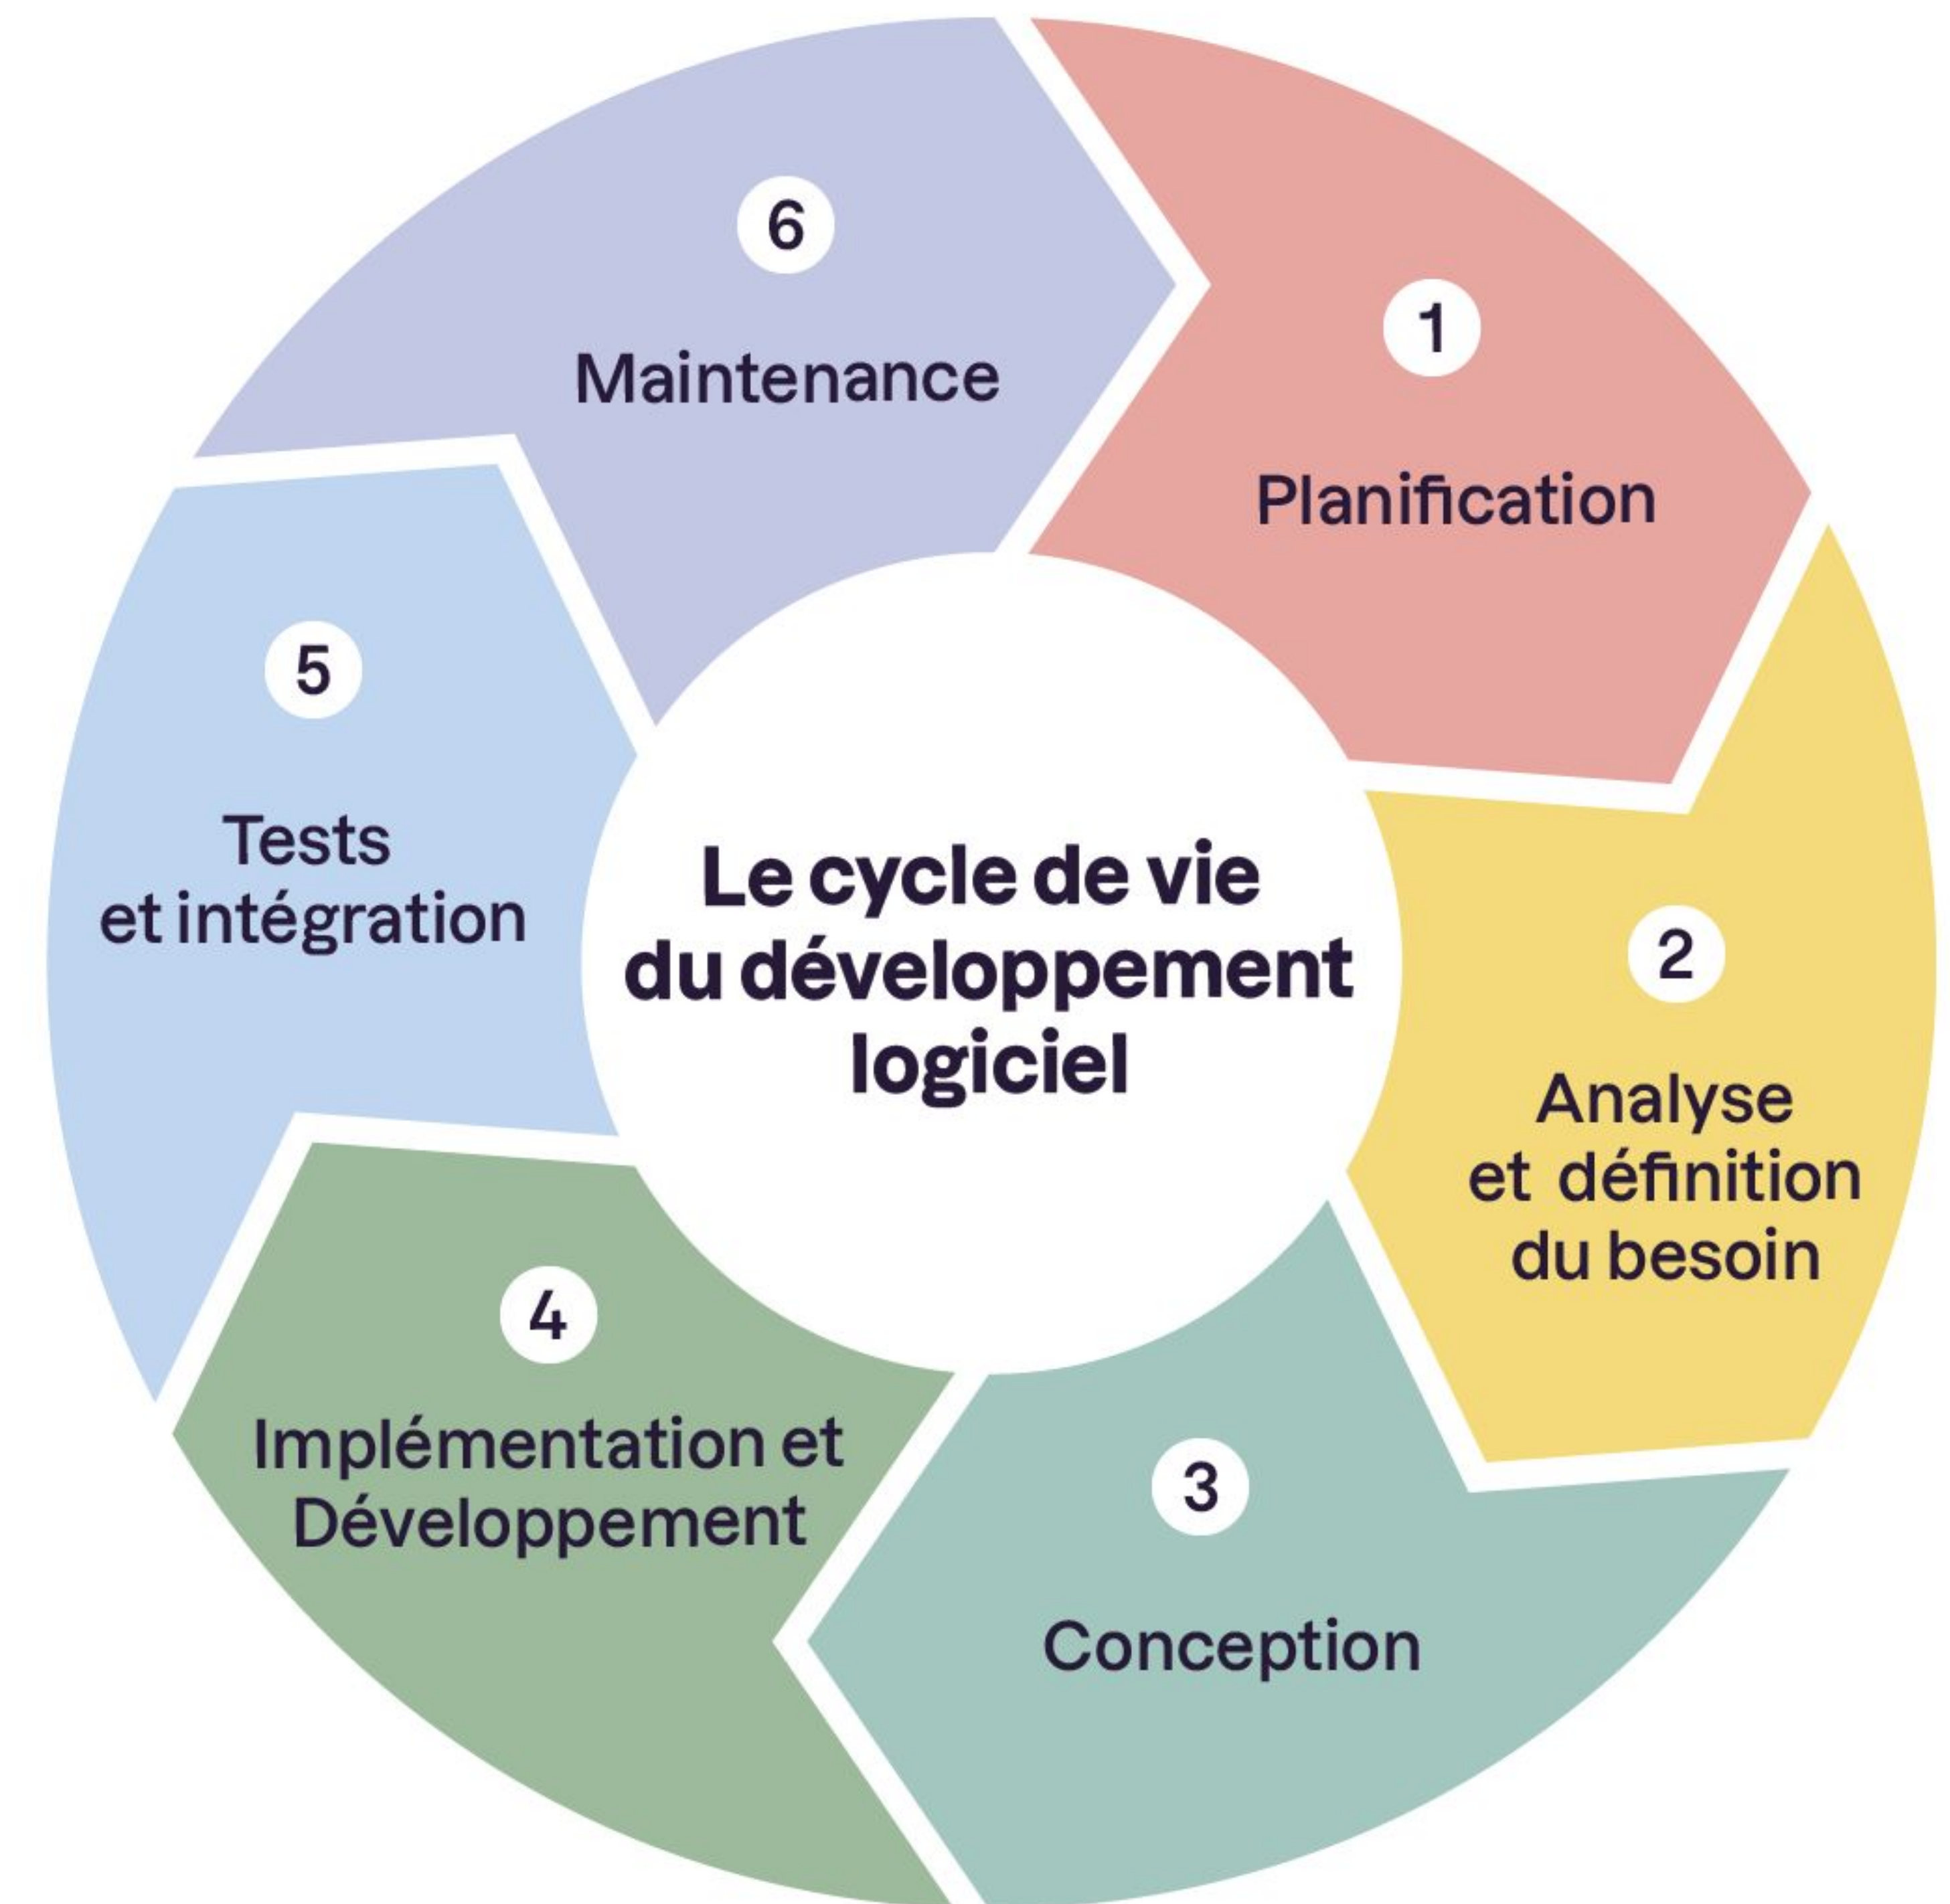 Le cycle de vie
du développement
logiciel
1
Planification
2
Analyse
et définition
du besoin
3
Conception
4
Implémentation et
Développement
5
Tests
et intégration
6
Maintenance